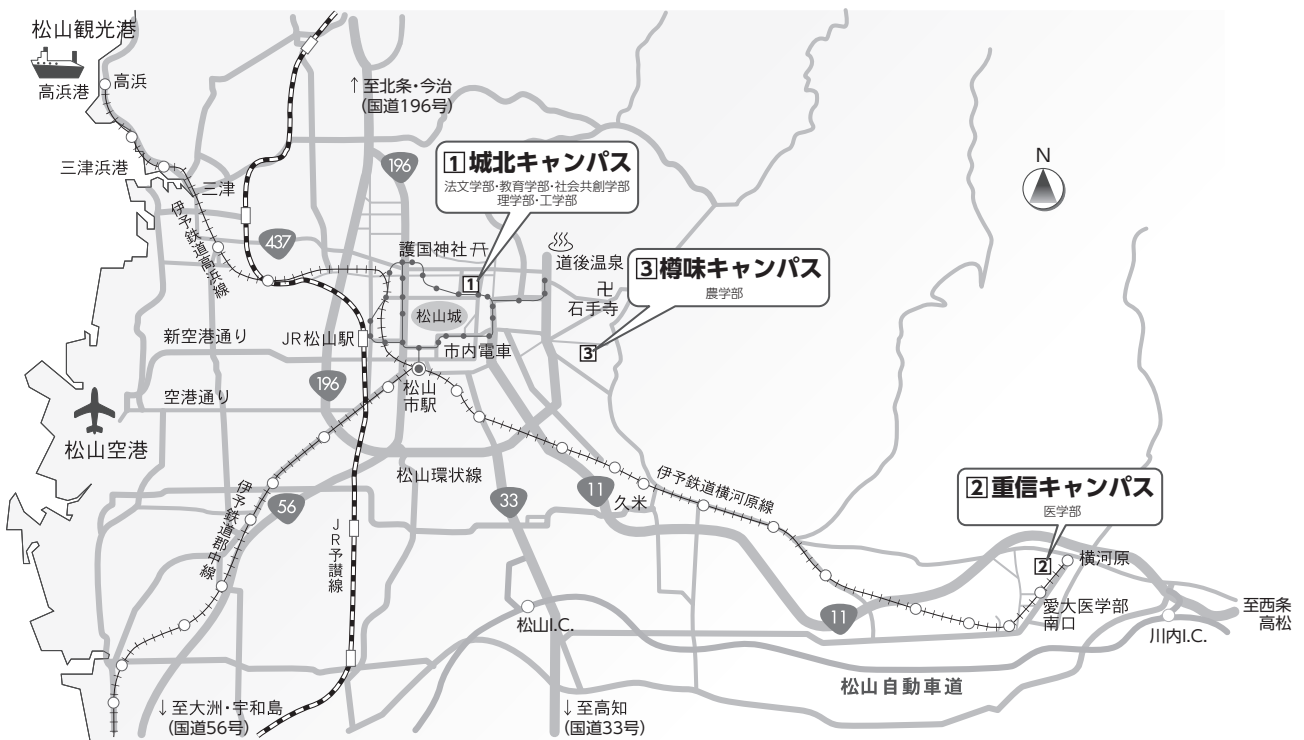 松山観光港
高浜港
高浜
↑至北条・今治
(国道196号)
三津浜港
三津
伊予鉄道高浜線
196
437
1 城北キャンパス
法文学部・教育学部・社会共創学部
理学部・工学部
N
護国神社
1
道後温泉
卍
石手寺
3 樽味キャンパス
農学部
松山城
新空港通り
JR松山駅
市内電車
3
196
空港通り
松山
市駅
松山空港
松山環状線
伊予鉄道郡中線
56
33
11
久米
伊予鉄道横河原線
JR予讃線
2 重信キャンパス
医学部
2
横河原
愛大医学部
南口
11
松山I.C.
川内I.C.
至西条
高松
松山自動車道
↓至大洲・宇和島
(国道56号)
↓至高知
(国道33号)